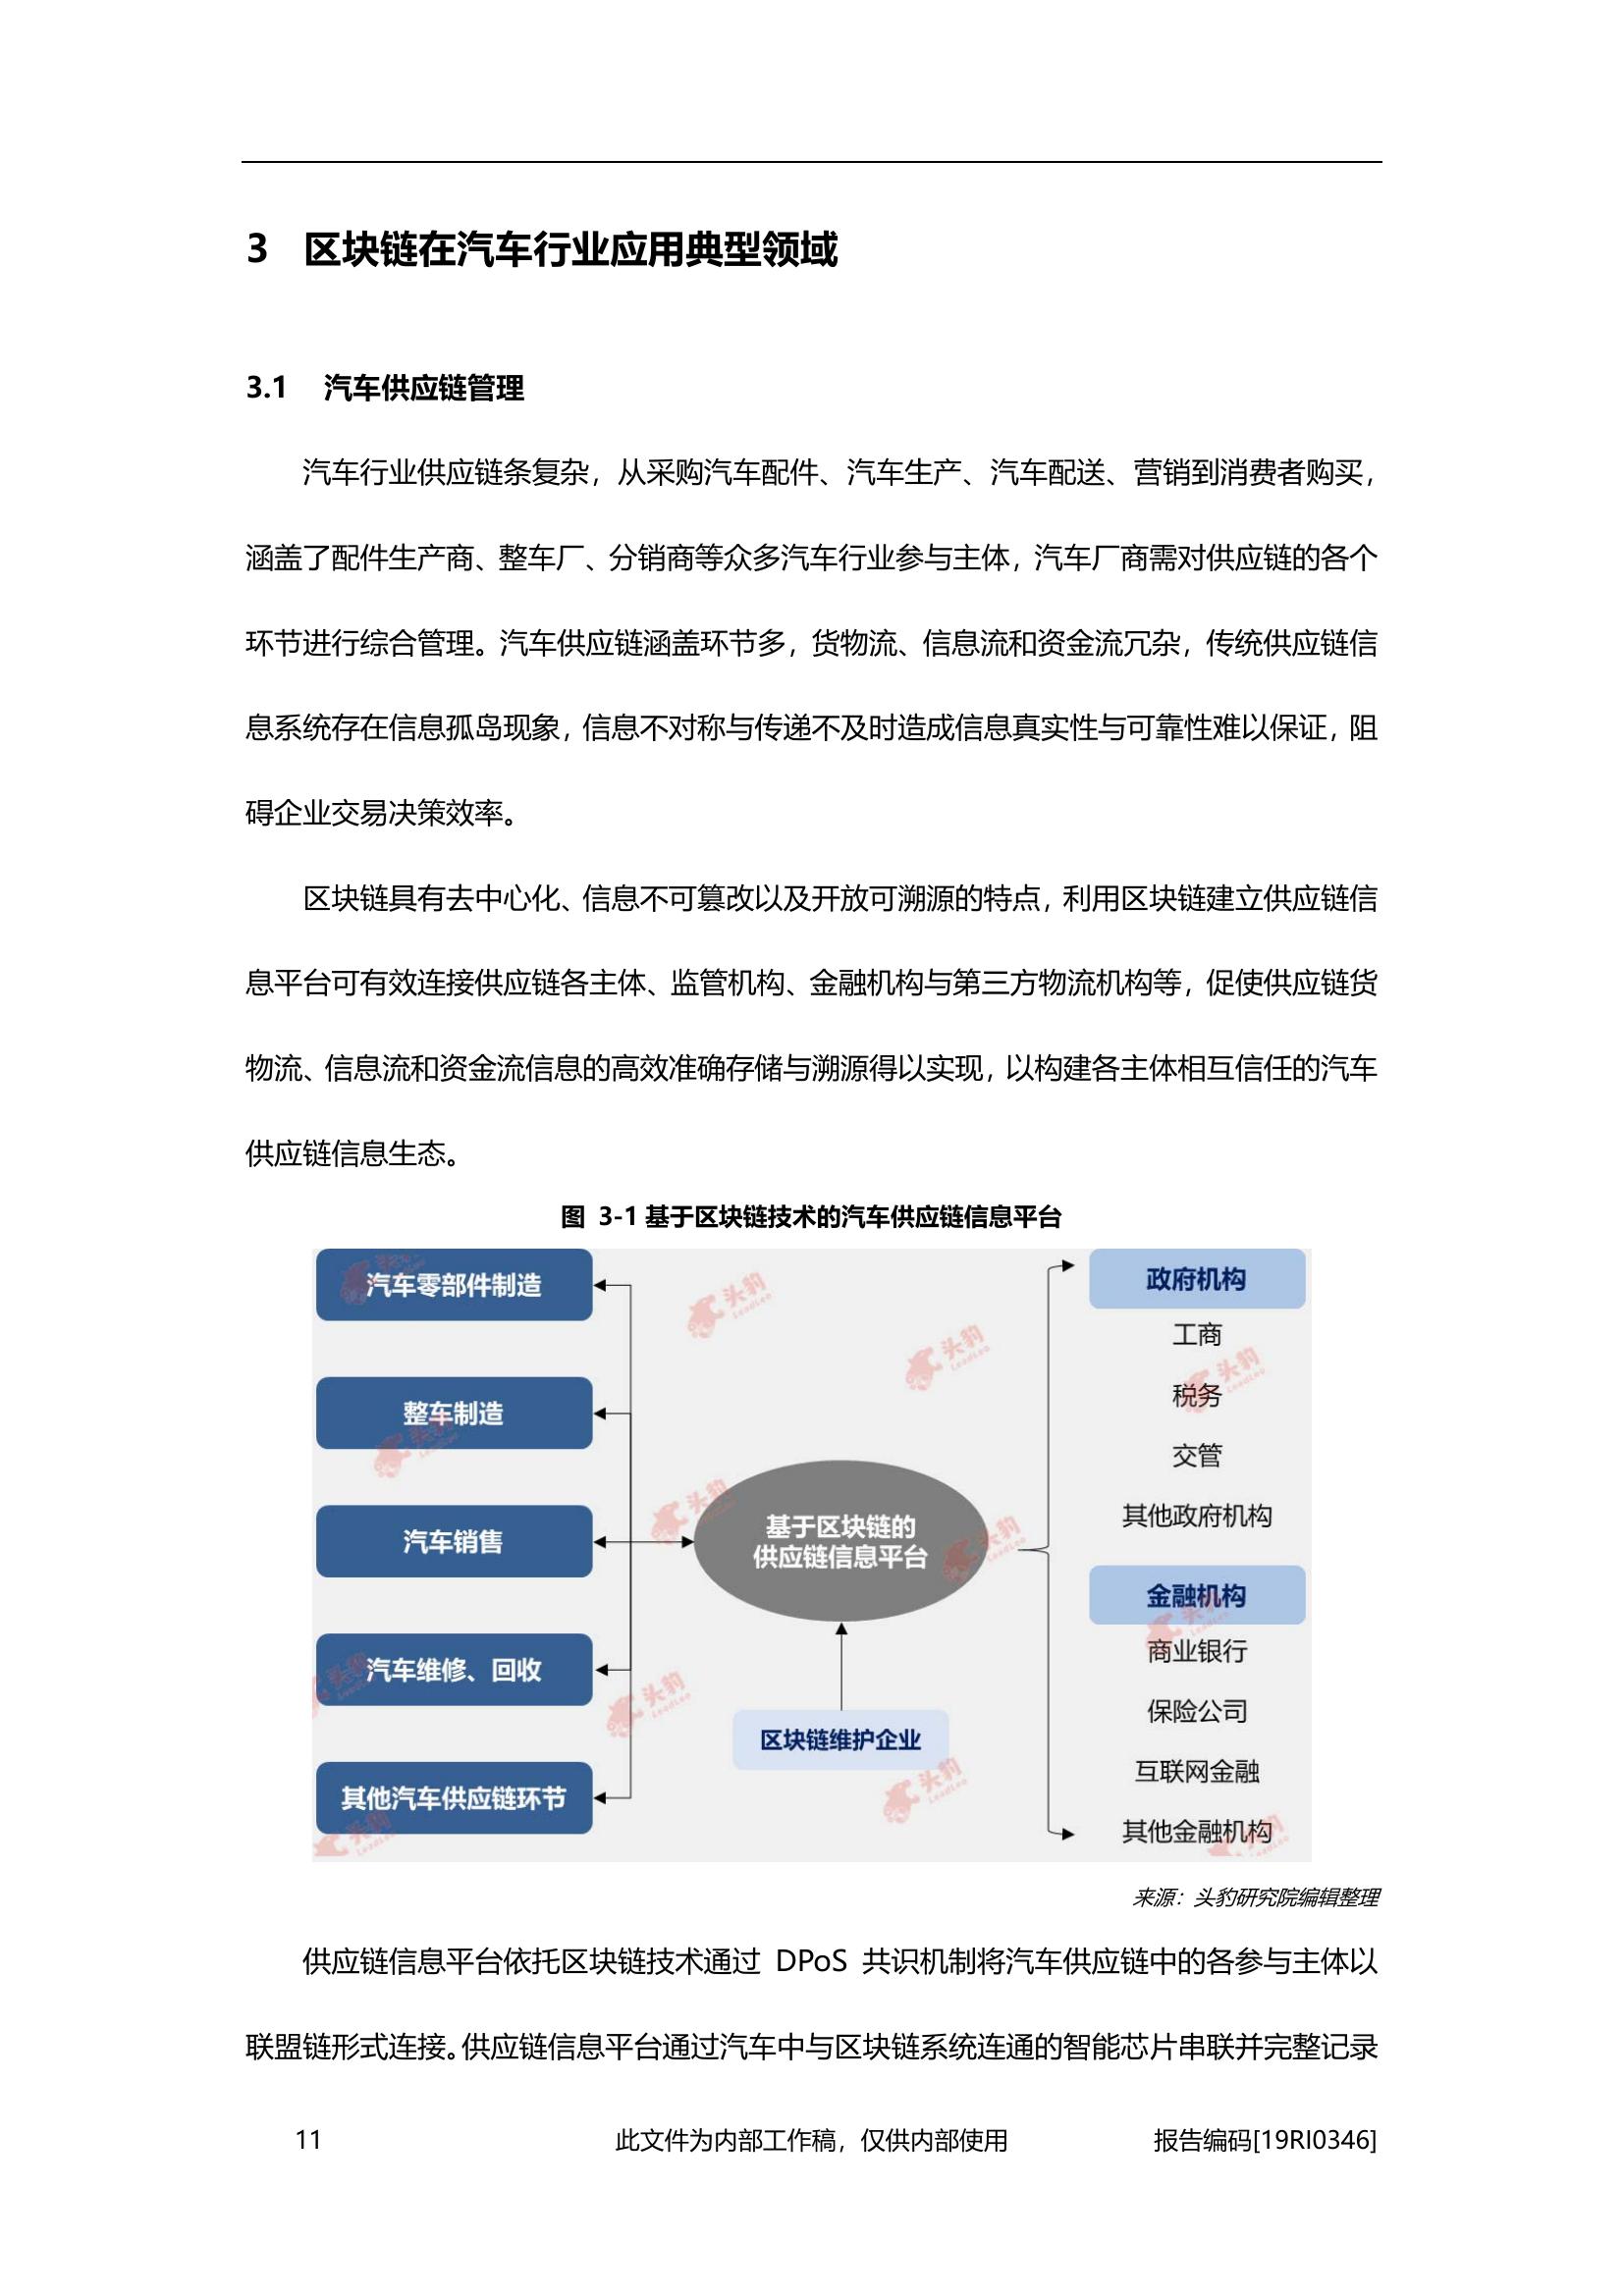 3 区块链在汽车行业应用典型领域
3.1 汽车供应链管理
汽车行业供应链条复杂，从采购汽车配件、汽车生产、汽车配送、营销到消费者购买，
涵盖了配件生产商、整车厂、分销商等众多汽车行业参与主体，汽车厂商需对供应链的各个
环节进行综合管理。汽车供应链涵盖环节多，货物流、信息流和资金流冗杂，传统供应链信
息系统存在信息孤岛现象，信息不对称与传递不及时造成信息真实性与可靠性难以保证，阻
碍企业交易决策效率。
区块链具有去中心化、信息不可篡改以及开放可溯源的特点，利用区块链建立供应链信
息平台可有效连接供应链各主体、监管机构、金融机构与第三方物流机构等，促使供应链货
物流、信息流和资金流信息的高效准确存储与溯源得以实现，以构建各主体相互信任的汽车
供应链信息生态。
图 3-1 基于区块链技术的汽车供应链信息平台
汽车零部件制造
整车制造
汽车销售
汽车维修、回收
其他汽车供应链环节
基于区块链的
供应链信息平台
区块链维护企业
政府机构
工商
税务
交管
其他政府机构
金融机构
商业银行
保险公司
互联网金融
其他金融机构
头豹
LeadLeo
来源：头豹研究院编辑整理
供应链信息平台依托区块链技术通过 DPoS 共识机制将汽车供应链中的各参与主体以
联盟链形式连接。供应链信息平台通过汽车中与区块链系统连通的智能芯片串联并完整记录
11 此文件为内部工作稿，仅供内部使用 报告编码[19RI0346]